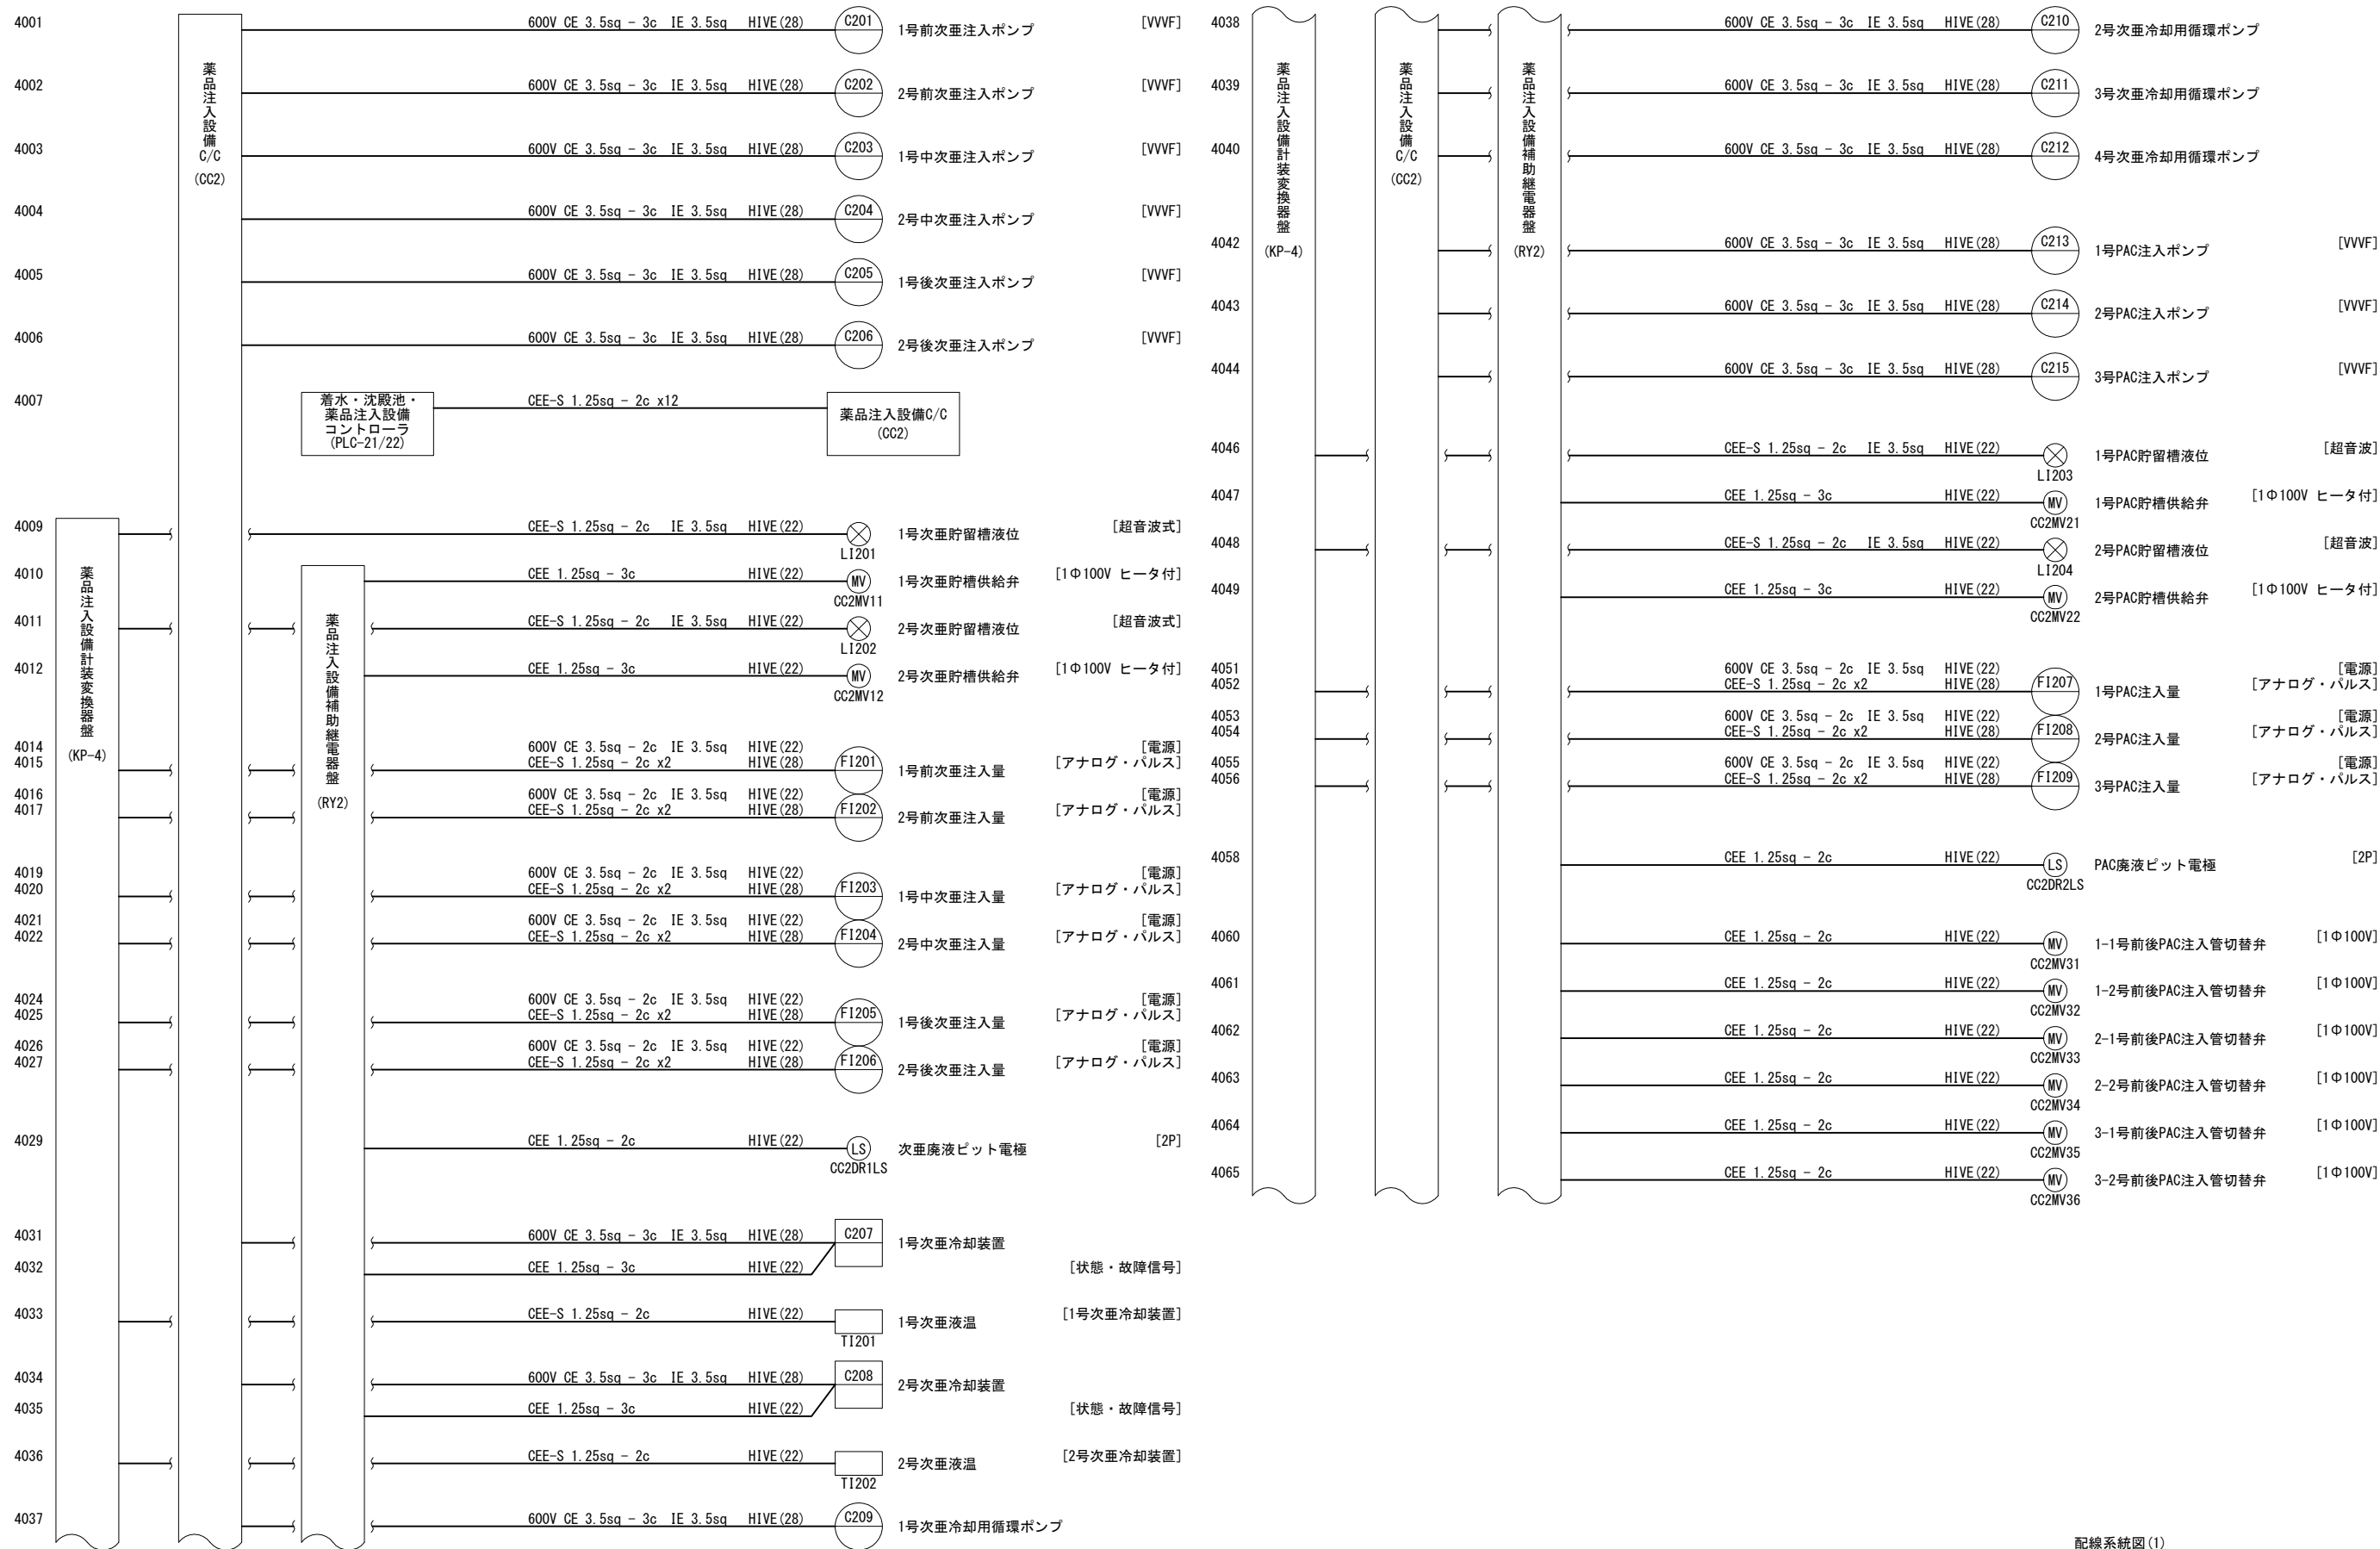 薬品注入設備
C/C
(CC2)
4001 600V CE 3.5sq - 3c IE 3.5sq HIVE(28) C201 1号前次亜注入ポンプ [VVVF]
4002 600V CE 3.5sq - 3c IE 3.5sq HIVE(28) C202 2号前次亜注入ポンプ [VVVF]
4003 600V CE 3.5sq - 3c IE 3.5sq HIVE(28) C203 1号中次亜注入ポンプ [VVVF]
4004 600V CE 3.5sq - 3c IE 3.5sq HIVE(28) C204 2号中次亜注入ポンプ [VVVF]
4005 600V CE 3.5sq - 3c IE 3.5sq HIVE(28) C205 1号後次亜注入ポンプ [VVVF]
4006 600V CE 3.5sq - 3c IE 3.5sq HIVE(28) C206 2号後次亜注入ポンプ [VVVF]
4007
着水・沈殿池・
薬品注入設備
コントローラ
(PLC-21/22)
CEE-S 1.25sq - 2c x12
薬品注入設備C/C
(CC2)
薬品注入設備計装変換器盤
(KP-4)
薬品注入設備補助継電器盤
(RY2)
4009 CEE-S 1.25sq - 2c IE 3.5sq HIVE(22) 1号次亜貯留槽液位 [超音波式]
LI201
4010 CEE 1.25sq - 3c HIVE(22) MV 1号次亜貯槽供給弁 [1Φ100V ヒータ付]
CC2MV11
4011 CEE-S 1.25sq - 2c IE 3.5sq HIVE(22) 2号次亜貯留槽液位 [超音波式]
LI202
4012 CEE 1.25sq - 3c HIVE(22) MV 2号次亜貯槽供給弁 [1Φ100V ヒータ付]
CC2MV12
4014 600V CE 3.5sq - 2c IE 3.5sq HIVE(22) [電源]
4015 CEE-S 1.25sq - 2c x2 HIVE(28) FI201 1号前次亜注入量 [アナログ・パルス]
4016 600V CE 3.5sq - 2c IE 3.5sq HIVE(22) [電源]
4017 CEE-S 1.25sq - 2c x2 HIVE(28) FI202 2号前次亜注入量 [アナログ・パルス]
4019 600V CE 3.5sq - 2c IE 3.5sq HIVE(22) [電源]
4020 CEE-S 1.25sq - 2c x2 HIVE(28) FI203 1号中次亜注入量 [アナログ・パルス]
4021 600V CE 3.5sq - 2c IE 3.5sq HIVE(22) [電源]
4022 CEE-S 1.25sq - 2c x2 HIVE(28) FI204 2号中次亜注入量 [アナログ・パルス]
4024 600V CE 3.5sq - 2c IE 3.5sq HIVE(22) [電源]
4025 CEE-S 1.25sq - 2c x2 HIVE(28) FI205 1号後次亜注入量 [アナログ・パルス]
4026 600V CE 3.5sq - 2c IE 3.5sq HIVE(22) [電源]
4027 CEE-S 1.25sq - 2c x2 HIVE(28) FI206 2号後次亜注入量 [アナログ・パルス]
4029 CEE 1.25sq - 2c HIVE(22) LS 次亜廃液ピット電極 [2P]
CC2DR1LS
4031 600V CE 3.5sq - 3c IE 3.5sq HIVE(28) C207 1号次亜冷却装置
4032 CEE 1.25sq - 3c HIVE(22) [状態・故障信号]
4033 CEE-S 1.25sq - 2c HIVE(22) 1号次亜液温 [1号次亜冷却装置]
TI201
4034 600V CE 3.5sq - 3c IE 3.5sq HIVE(28) C208 2号次亜冷却装置
4035 CEE 1.25sq - 3c HIVE(22) [状態・故障信号]
4036 CEE-S 1.25sq - 2c HIVE(22) 2号次亜液温 [2号次亜冷却装置]
TI202
4037 600V CE 3.5sq - 3c IE 3.5sq HIVE(28) C209 1号次亜冷却用循環ポンプ
薬品注入設備計装変換器盤
(KP-4)
薬品注入設備
C/C
(CC2)
薬品注入設備補助継電器盤
(RY2)
4038 600V CE 3.5sq - 3c IE 3.5sq HIVE(28) C210 2号次亜冷却用循環ポンプ
4039 600V CE 3.5sq - 3c IE 3.5sq HIVE(28) C211 3号次亜冷却用循環ポンプ
4040 600V CE 3.5sq - 3c IE 3.5sq HIVE(28) C212 4号次亜冷却用循環ポンプ
4042 600V CE 3.5sq - 3c IE 3.5sq HIVE(28) C213 1号PAC注入ポンプ [VVVF]
4043 600V CE 3.5sq - 3c IE 3.5sq HIVE(28) C214 2号PAC注入ポンプ [VVVF]
4044 600V CE 3.5sq - 3c IE 3.5sq HIVE(28) C215 3号PAC注入ポンプ [VVVF]
4046 CEE-S 1.25sq - 2c IE 3.5sq HIVE(22) 1号PAC貯留槽液位 [超音波]
LI203
4047 CEE 1.25sq - 3c HIVE(22) MV 1号PAC貯槽供給弁 [1Φ100V ヒータ付]
CC2MV21
4048 CEE-S 1.25sq - 2c IE 3.5sq HIVE(22) 2号PAC貯留槽液位 [超音波]
LI204
4049 CEE 1.25sq - 3c HIVE(22) MV 2号PAC貯槽供給弁 [1Φ100V ヒータ付]
CC2MV22
4051 600V CE 3.5sq - 2c IE 3.5sq HIVE(22) [電源]
4052 CEE-S 1.25sq - 2c x2 HIVE(28) FI207 1号PAC注入量 [アナログ・パルス]
4053 600V CE 3.5sq - 2c IE 3.5sq HIVE(22) [電源]
4054 CEE-S 1.25sq - 2c x2 HIVE(28) FI208 2号PAC注入量 [アナログ・パルス]
4055 600V CE 3.5sq - 2c IE 3.5sq HIVE(22) [電源]
4056 CEE-S 1.25sq - 2c x2 HIVE(28) FI209 3号PAC注入量 [アナログ・パルス]
4058 CEE 1.25sq - 2c HIVE(22) LS PAC廃液ピット電極 [2P]
CC2DR2LS
4060 CEE 1.25sq - 2c HIVE(22) MV 1-1号前後PAC注入管切替弁 [1Φ100V]
CC2MV31
4061 CEE 1.25sq - 2c HIVE(22) MV 1-2号前後PAC注入管切替弁 [1Φ100V]
CC2MV32
4062 CEE 1.25sq - 2c HIVE(22) MV 2-1号前後PAC注入管切替弁 [1Φ100V]
CC2MV33
4063 CEE 1.25sq - 2c HIVE(22) MV 2-2号前後PAC注入管切替弁 [1Φ100V]
CC2MV34
4064 CEE 1.25sq - 2c HIVE(22) MV 3-1号前後PAC注入管切替弁 [1Φ100V]
CC2MV35
4065 CEE 1.25sq - 2c HIVE(22) MV 3-2号前後PAC注入管切替弁 [1Φ100V]
CC2MV36
配線系統図(1)